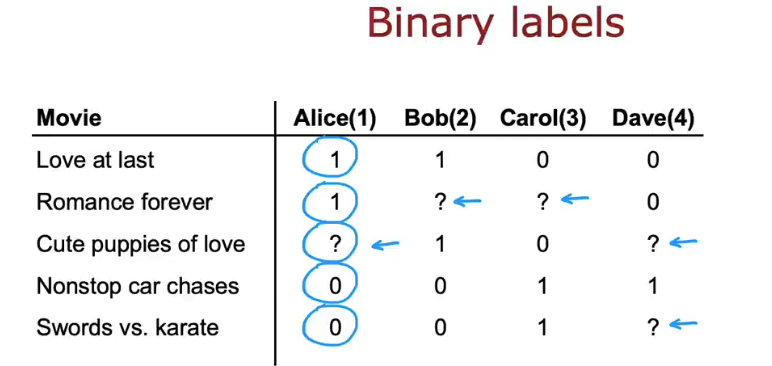 Binary labels
Movie Alice(1) Bob(2) Carol(3) Dave(4)
Love at last 1 1 0 0
Romance forever 1 ? ? 0
Cute puppies of love ? 1 0 ?
Nonstop car chases 0 0 1 1
Swords vs. karate 0 0 1 ?